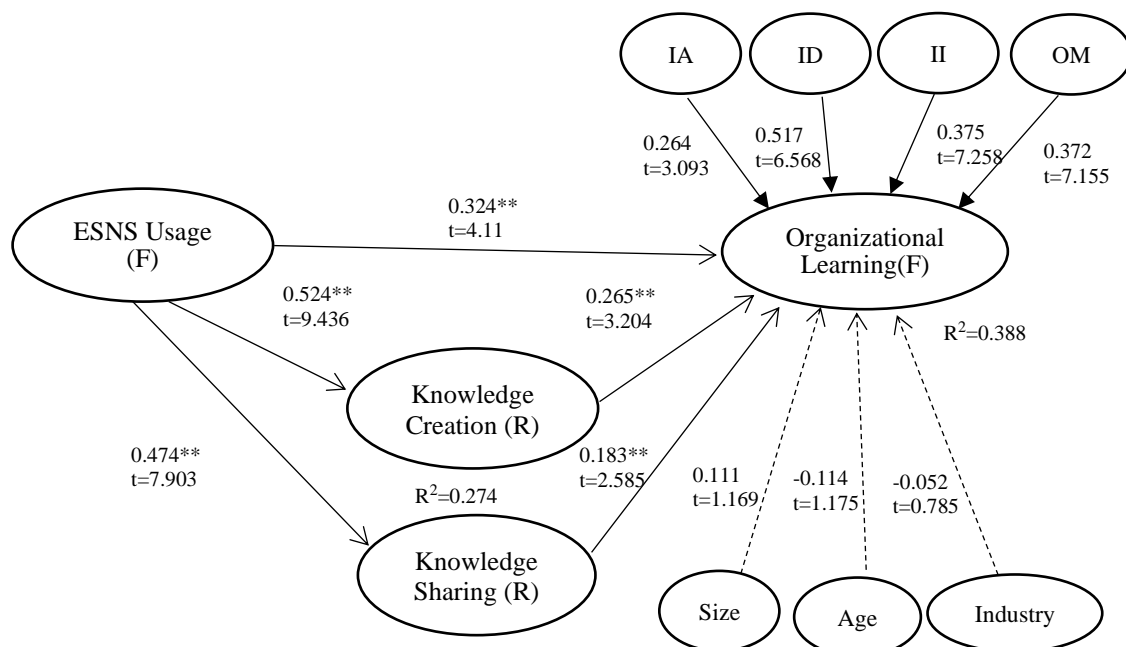 IA
ID
II
OM
0.264
t=3.093
0.517
t=6.568
0.375
t=7.258
0.372
t=7.155
ESNS Usage
(F)
0.324**
t=4.11
Organizational
Learning(F)
0.524**
t=9.436
0.265**
t=3.204
R²=0.388
Knowledge
Creation (R)
0.474**
t=7.903
0.183**
t=2.585
R²=0.274
0.111
t=1.169
-0.114
t=1.175
-0.052
t=0.785
Knowledge
Sharing (R)
Size
Age
Industry